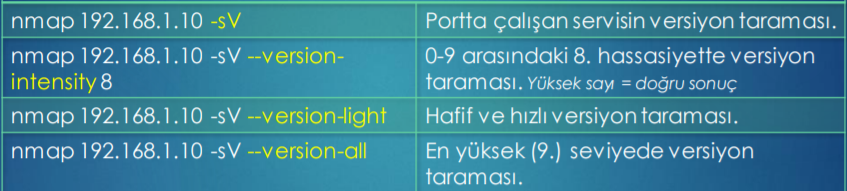 nmap 192.168.1.10 -sV
Portta çalışan servisin versiyon taraması.
nmap 192.168.1.10 -sV --version-
intensity 8
0-9 arasındaki 8. hassasiyette versiyon
taraması. Yüksek sayı = doğru sonuç
nmap 192.168.1.10 -sV --version-light
Hafif ve hızlı versiyon taraması.
nmap 192.168.1.10 -sV --version-all
En yüksek (9.) seviyede versiyon
taraması.